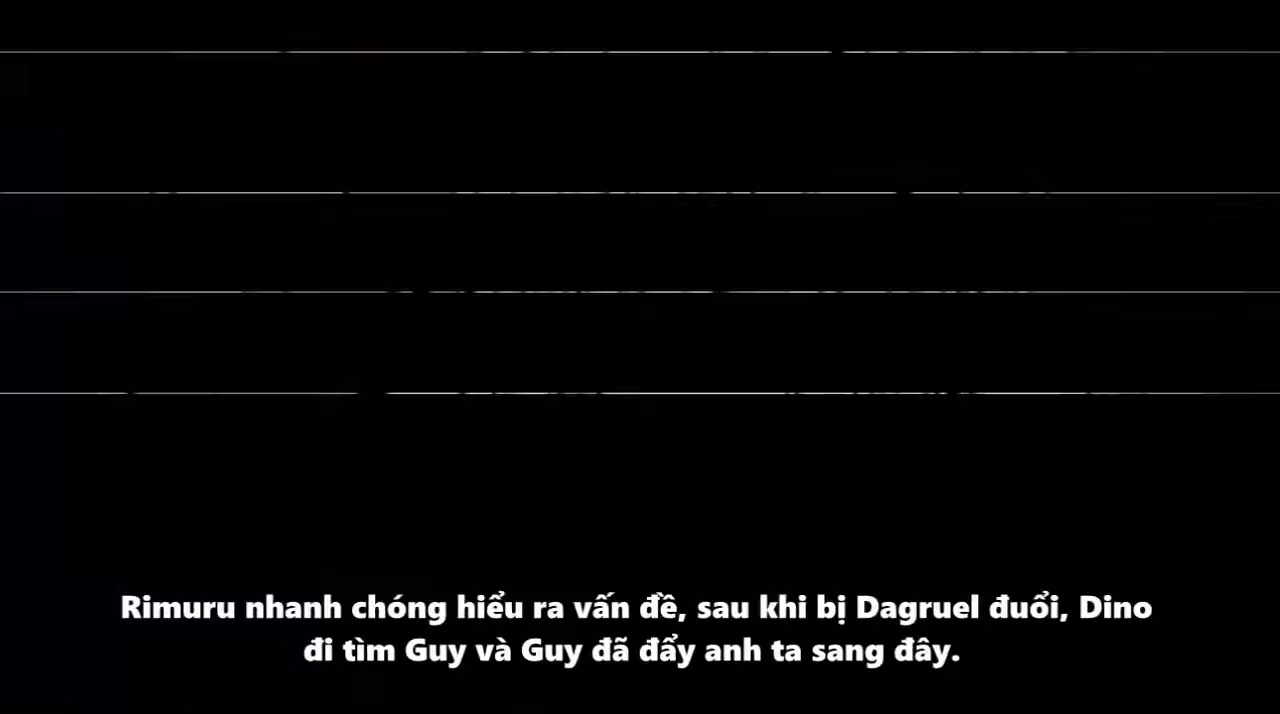 Rimuru nhanh chóng hiểu ra vấn đề, sau khi bị Dagruel đuổi, Dino
đi tìm Guy và Guy đã đẩy anh ta sang đây.